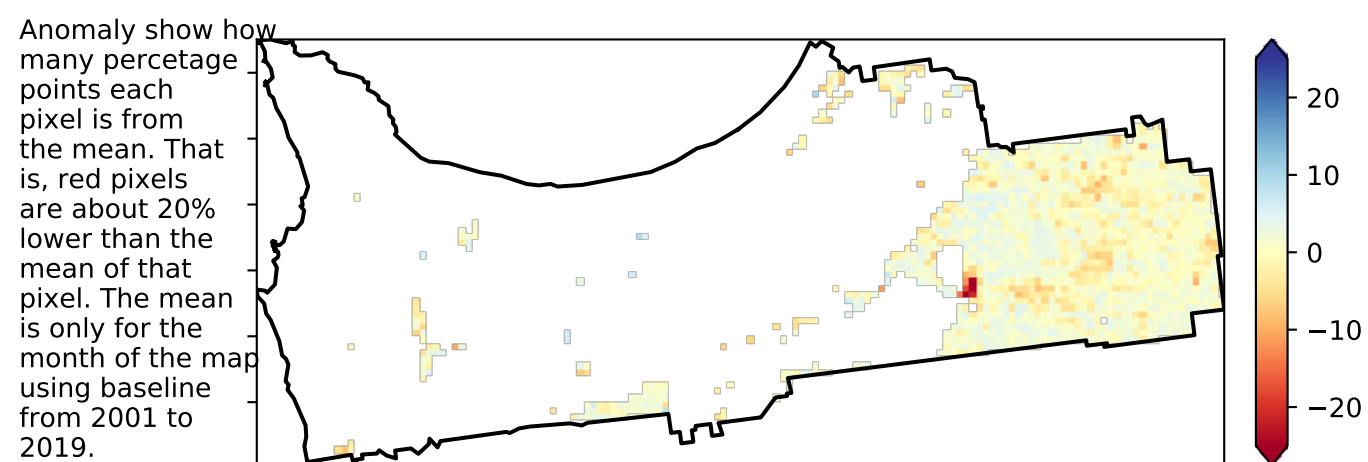 Anomaly show how
many percetage
points each
pixel is from
the mean. That
is, red pixels
are about 20%
lower than the
mean of that
pixel. The mean
is only for the
month of the map
using baseline
from 2001 to
2019.
20
10
0
−10
−20